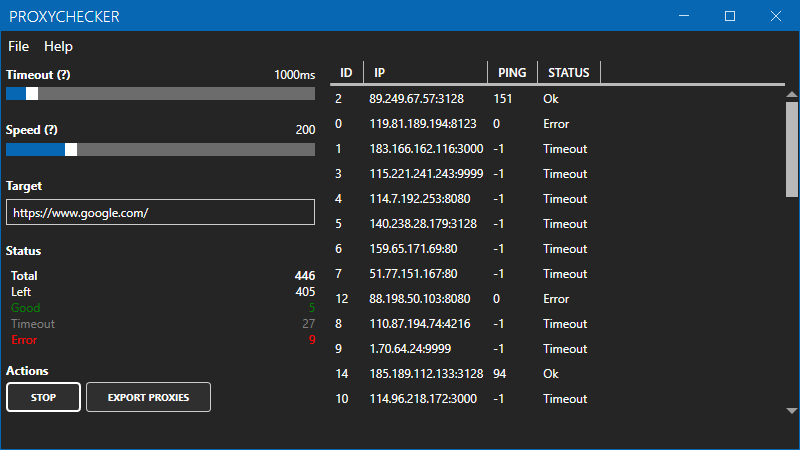 PROXYCHECKER
File Help
Timeout (?) 1000ms
Speed (?) 200
Target
https://www.google.com/
Status
Total 446
Left 405
Good 5
Timeout 27
Error 9
Actions
STOP EXPORT PROXIES
ID IP PING STATUS
2 89.249.67.57:3128 151 Ok
0 119.81.189.194:8123 0 Error
1 183.166.162.116:3000 -1 Timeout
3 115.221.241.243:9999 -1 Timeout
4 114.7.192.253:8080 -1 Timeout
5 140.238.28.179:3128 -1 Timeout
6 159.65.171.69:80 -1 Timeout
7 51.77.151.167:80 -1 Timeout
12 88.198.50.103:8080 0 Error
8 110.87.194.74:4216 -1 Timeout
9 1.70.64.24:9999 -1 Timeout
14 185.189.112.133:3128 94 Ok
10 114.96.218.172:3000 -1 Timeout